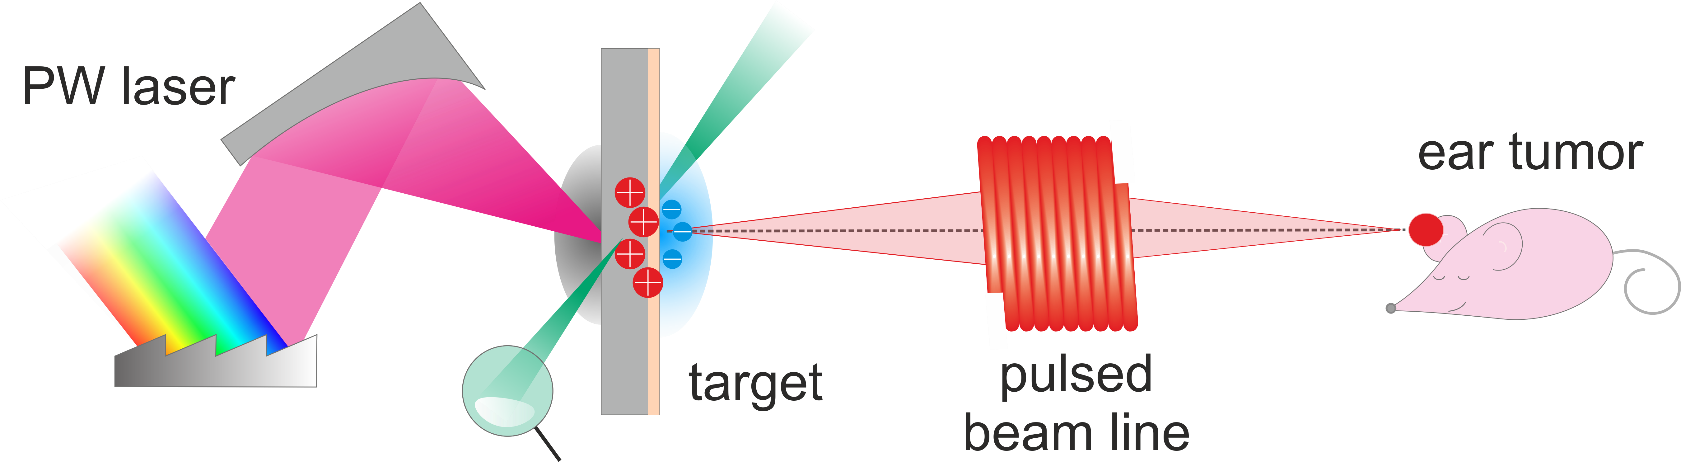 PW laser
ear tumor
target
pulsed
beam line